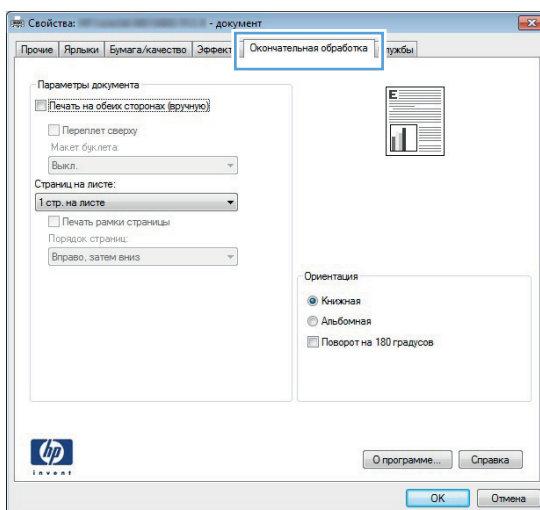 Свойства: - документ
Прочие Ярлыки Бумага/качество Эффект Окончательная обработка ужбы
Параметры документа
Печать на обеих сторонах (вручную)
Переплет сверху
Макет буклета:
Выкл.
Страниц на листе:
1 стр. на листе
Печать рамки страницы
Порядок страниц:
Вправо, затем вниз
E
Ориентация
Книжная
Альбомная
Поворот на 180 градусов
hp
invent
О программе... Справка
OK Отмена